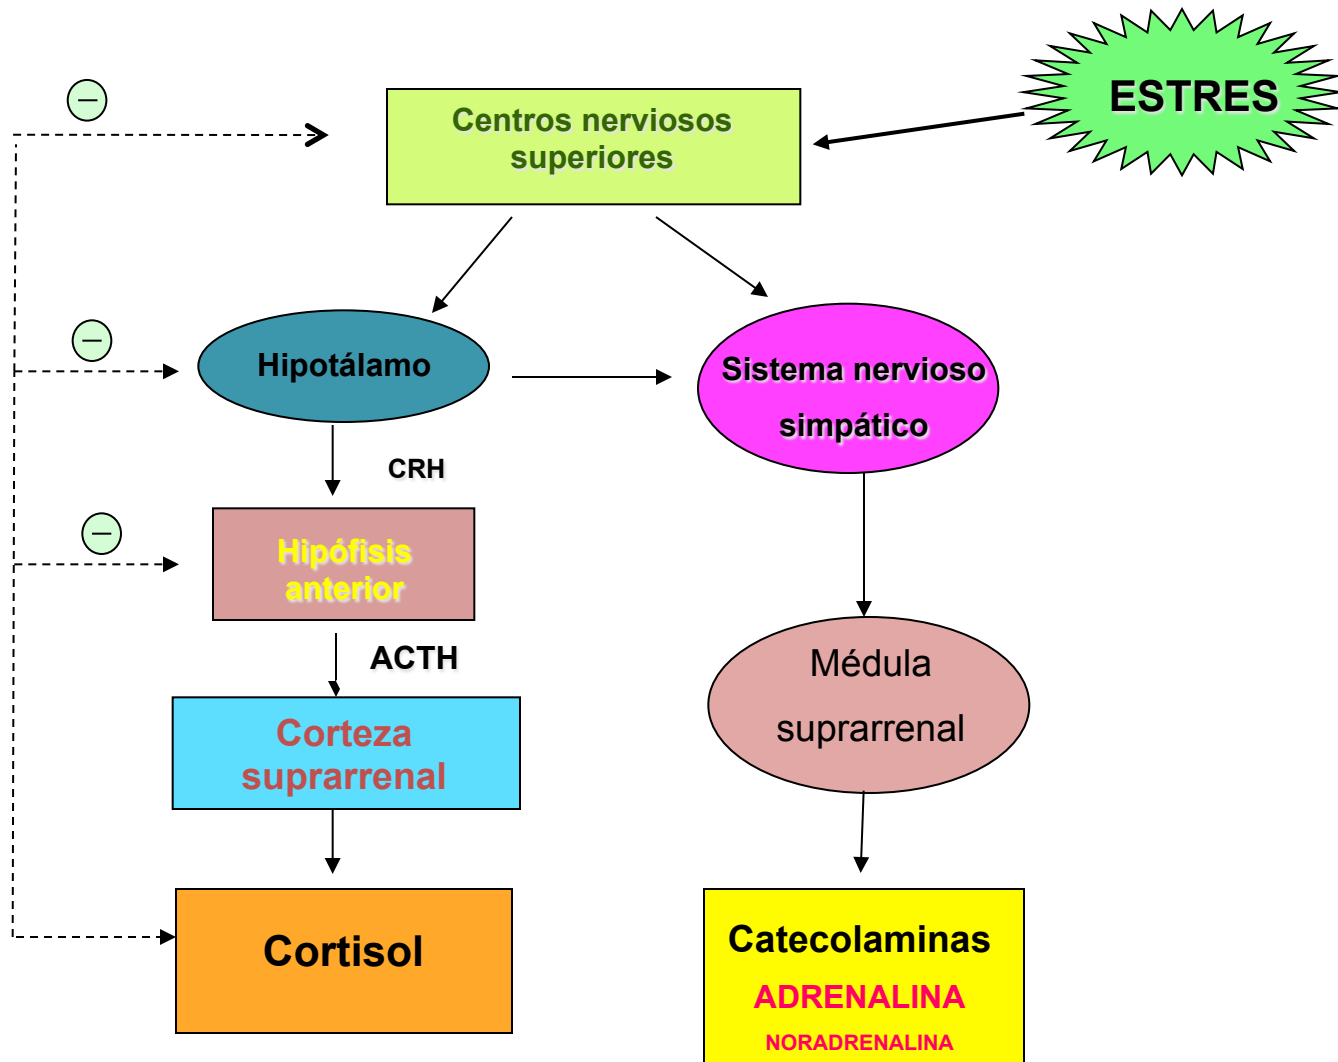 ESTRES
−
Centros nerviosos
superiores
−
Hipotálamo
Sistema nervioso
simpático
CRH
−
Hipófisis
anterior
ACTH
Médula
suprarrenal
Corteza
suprarrenal
Cortisol
Catecolaminas
ADRENALINA
NORADRENALINA